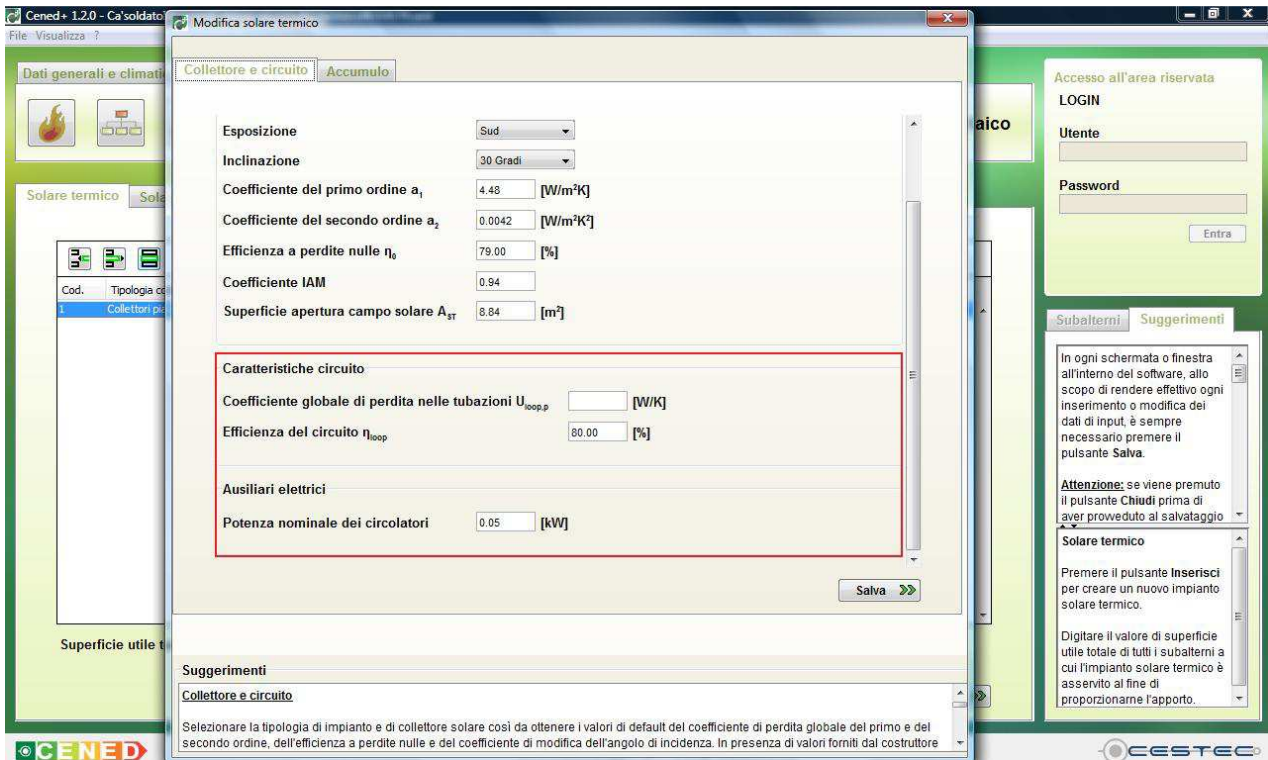 Cened+ 1.2.0 - Ca'soldato
File Visualizza ?
Modifica solare termico
Dati generali e climati
aico
Solare termico
Sola
Cod.
Tipologia co
1
Collettori pia
Superficie utile t
Collettore e circuito
Accumulo
Esposizione
Sud
Inclinazione
30 Gradi
Coefficiente del primo ordine a₁
4.48
[W/m²K]
Coefficiente del secondo ordine a₂
0.0042
[W/m²K²]
Efficienza a perdite nulle η₀
79.00
[%]
Coefficiente IAM
0.94
Superficie apertura campo solare A_ST
8.84
[m²]
Caratteristiche circuito
Coefficiente globale di perdita nelle tubazioni U_loop,p
[W/K]
Efficienza del circuito η_loop
80.00
[%]
Ausiliari elettrici
Potenza nominale dei circolatori
0.05
[kW]
Salva
Suggerimenti
Collettore e circuito
Selezionare la tipologia di impianto e di collettore solare così da ottenere i valori di default del coefficiente di perdita globale del primo e del
secondo ordine, dell'efficienza a perdite nulle e del coefficiente di modifica dell'angolo di incidenza. In presenza di valori forniti dal costruttore
Accesso all'area riservata
LOGIN
Utente
Password
Entra
Subalterni
Suggerimenti
In ogni schermata o finestra
all'interno del software, allo
scopo di rendere effettivo ogni
inserimento o modifica dei
dati di input, è sempre
necessario premere il
pulsante Salva.
Attenzione: se viene premuto
il pulsante Chiudi prima di
aver provveduto al salvataggio
Solare termico
Premere il pulsante Inserisci
per creare un nuovo impianto
solare termico.
Digitare il valore di superficie
utile totale di tutti i subalterni a
cui l'impianto solare termico è
asservito al fine di
proporzionarne l'apporto.
CENED
CESTEC